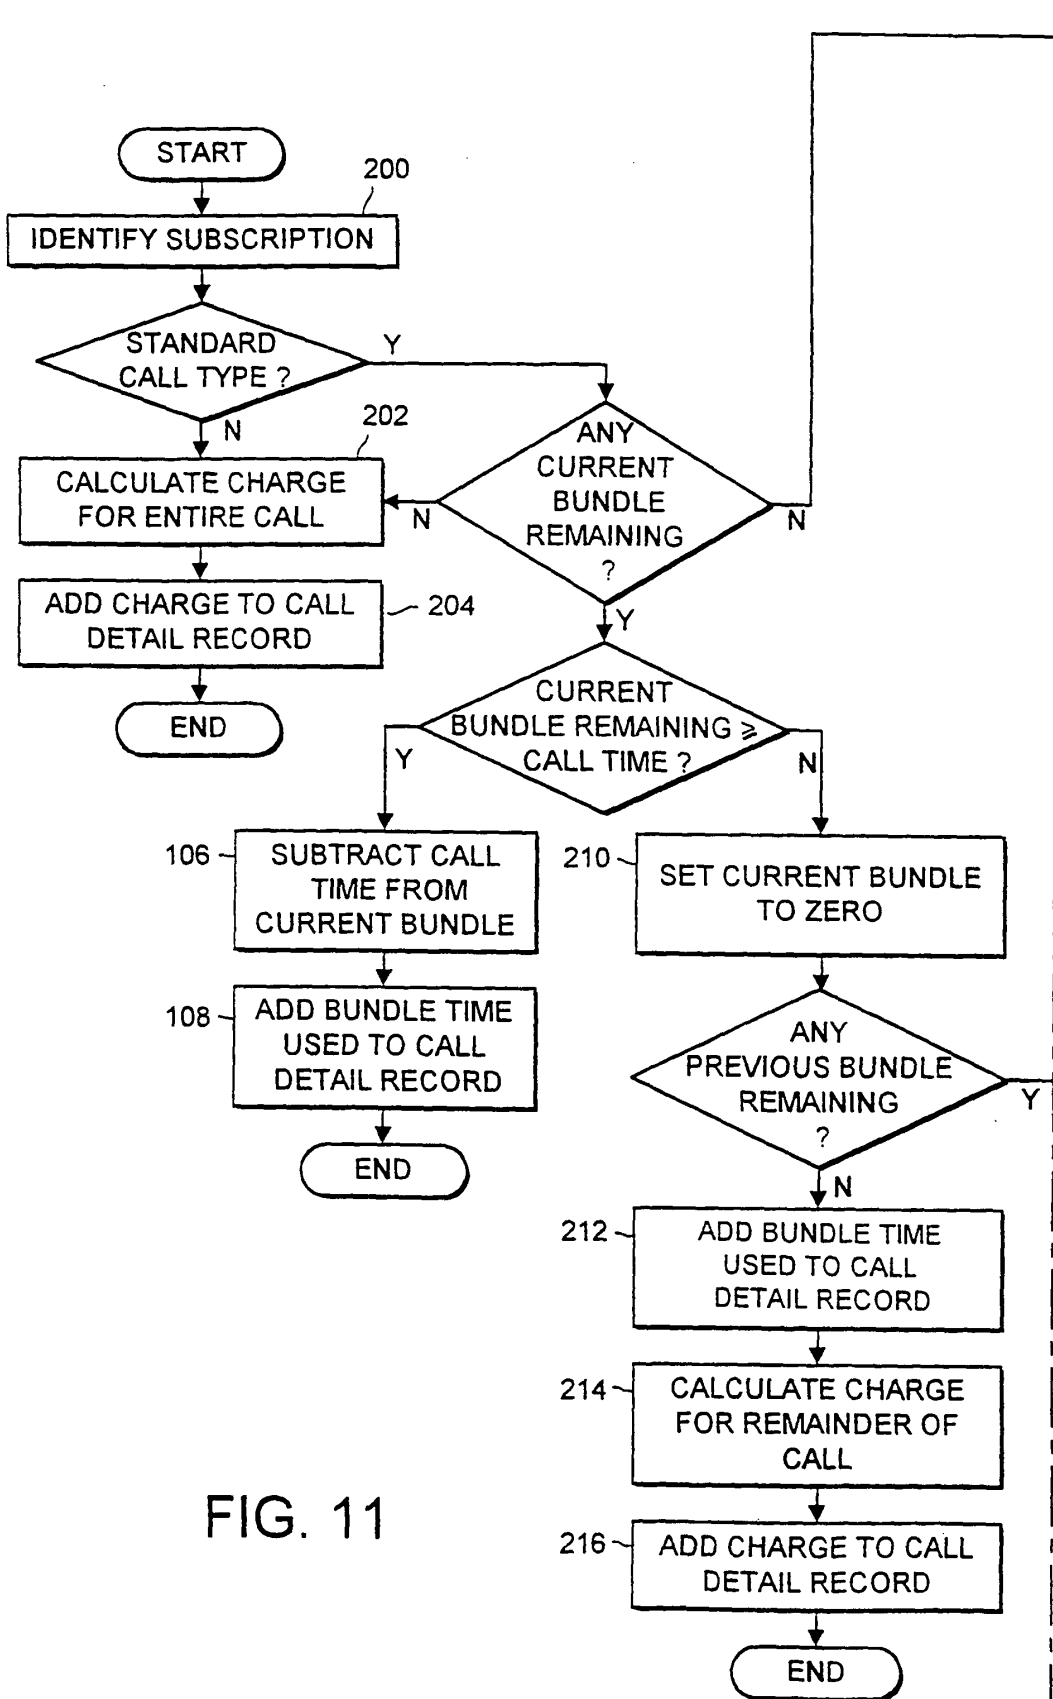 START
200
IDENTIFY SUBSCRIPTION
STANDARD
CALL TYPE ?
Y
N
202
CALCULATE CHARGE
FOR ENTIRE CALL
ADD CHARGE TO CALL
DETAIL RECORD
204
END
ANY
CURRENT
BUNDLE
REMAINING
?
N
N
Y
CURRENT
BUNDLE REMAINING ⩾
CALL TIME ?
Y
N
106
SUBTRACT CALL
TIME FROM
CURRENT BUNDLE
108
ADD BUNDLE TIME
USED TO CALL
DETAIL RECORD
END
210
SET CURRENT BUNDLE
TO ZERO
ANY
PREVIOUS BUNDLE
REMAINING
?
Y
N
212
ADD BUNDLE TIME
USED TO CALL
DETAIL RECORD
214
CALCULATE CHARGE
FOR REMAINDER OF
CALL
216
ADD CHARGE TO CALL
DETAIL RECORD
END
FIG. 11